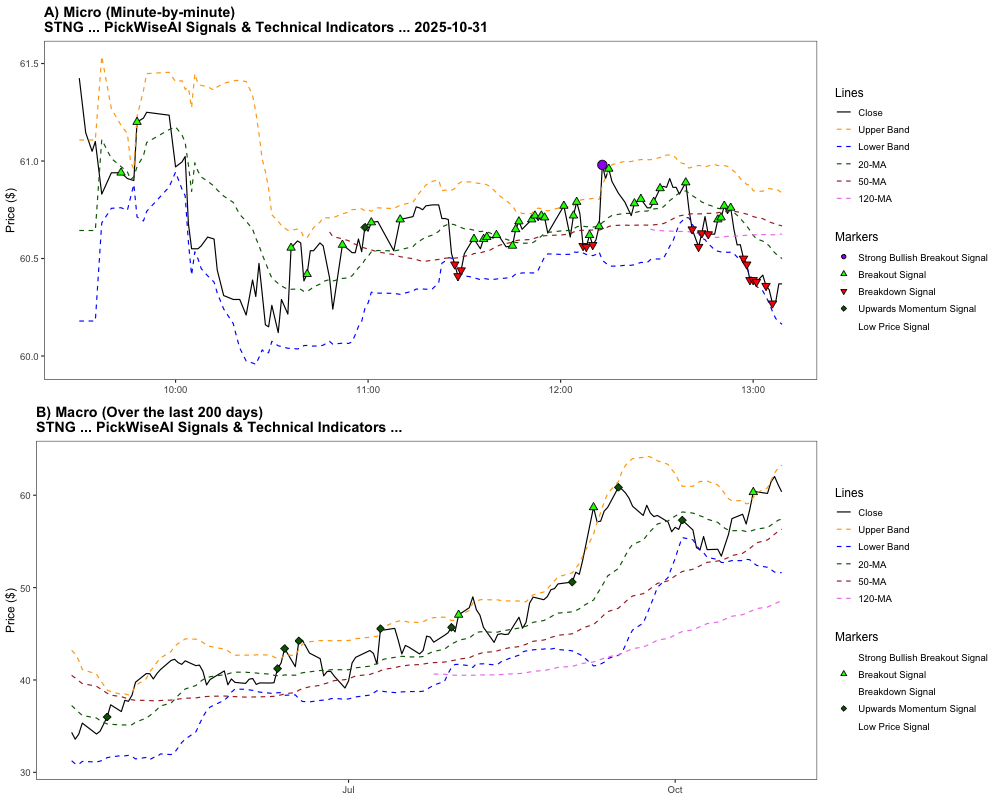 A) Micro (Minute-by-minute)
STNG ... PickWiseAI Signals & Technical Indicators ... 2025-10-31
Price ($)
61.5
61.0
60.5
60.0
10:00
11:00
12:00
13:00
Lines
Close
Upper Band
Lower Band
20-MA
50-MA
120-MA
Markers
Strong Bullish Breakout Signal
Breakout Signal
Breakdown Signal
Upwards Momentum Signal
Low Price Signal
B) Macro (Over the last 200 days)
STNG ... PickWiseAI Signals & Technical Indicators ...
Price ($)
60
50
40
30
Jul
Oct
Lines
Close
Upper Band
Lower Band
20-MA
50-MA
120-MA
Markers
Strong Bullish Breakout Signal
Breakout Signal
Breakdown Signal
Upwards Momentum Signal
Low Price Signal